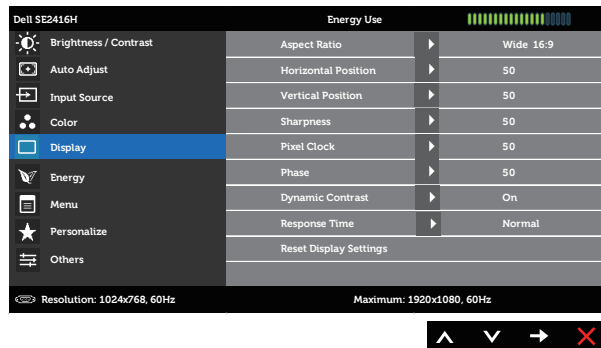 Dell SE2416H Energy Use
Brightness / Contrast
Auto Adjust
Input Source
Color
Display
Energy
Menu
Personalize
Others
Aspect Ratio Wide 16:9
Horizontal Position 50
Vertical Position 50
Sharpness 50
Pixel Clock 50
Phase 50
Dynamic Contrast On
Response Time Normal
Reset Display Settings
Resolution: 1024x768, 60Hz Maximum: 1920x1080, 60Hz